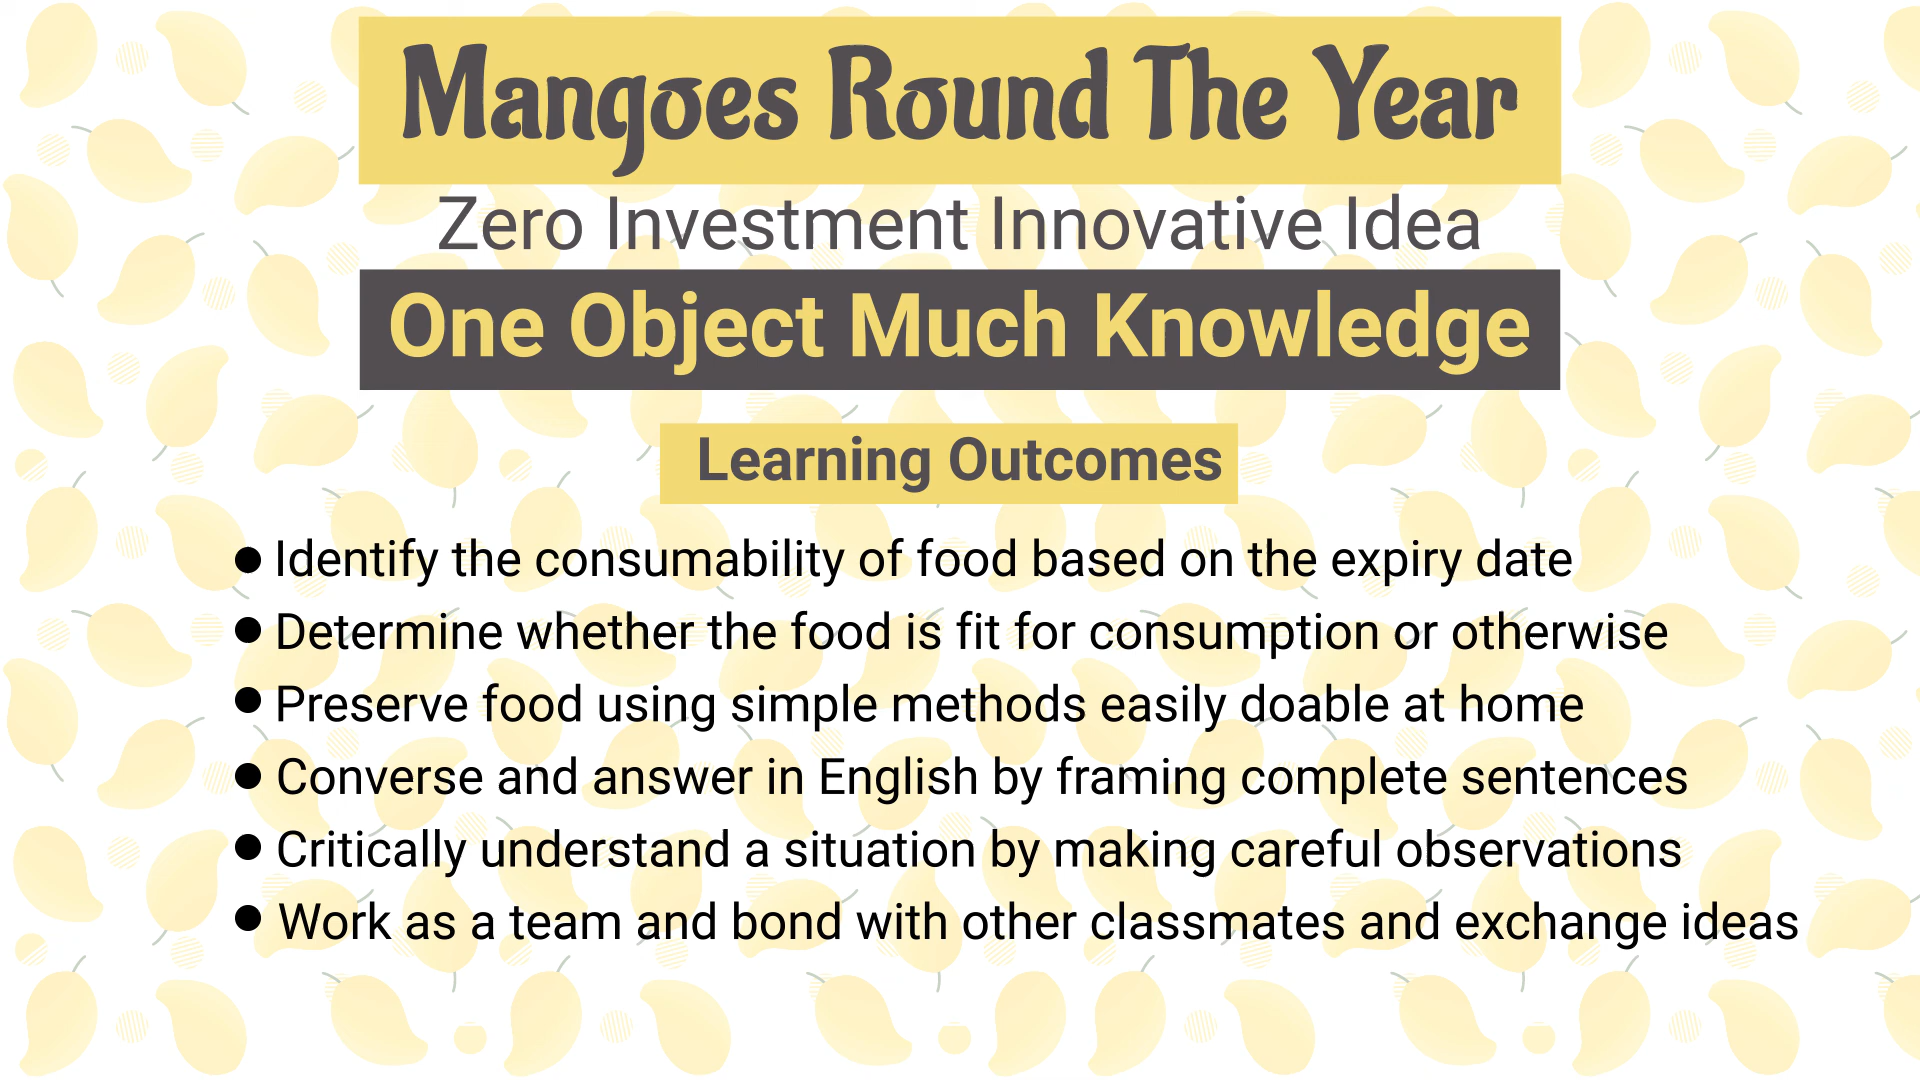 Mangoes Round The Year
Zero Investment Innovative Idea
One Object Much Knowledge
Learning Outcomes
● Identify the consumability of food based on the expiry date
● Determine whether the food is fit for consumption or otherwise
● Preserve food using simple methods easily doable at home
● Converse and answer in English by framing complete sentences
● Critically understand a situation by making careful observations
● Work as a team and bond with other classmates and exchange ideas